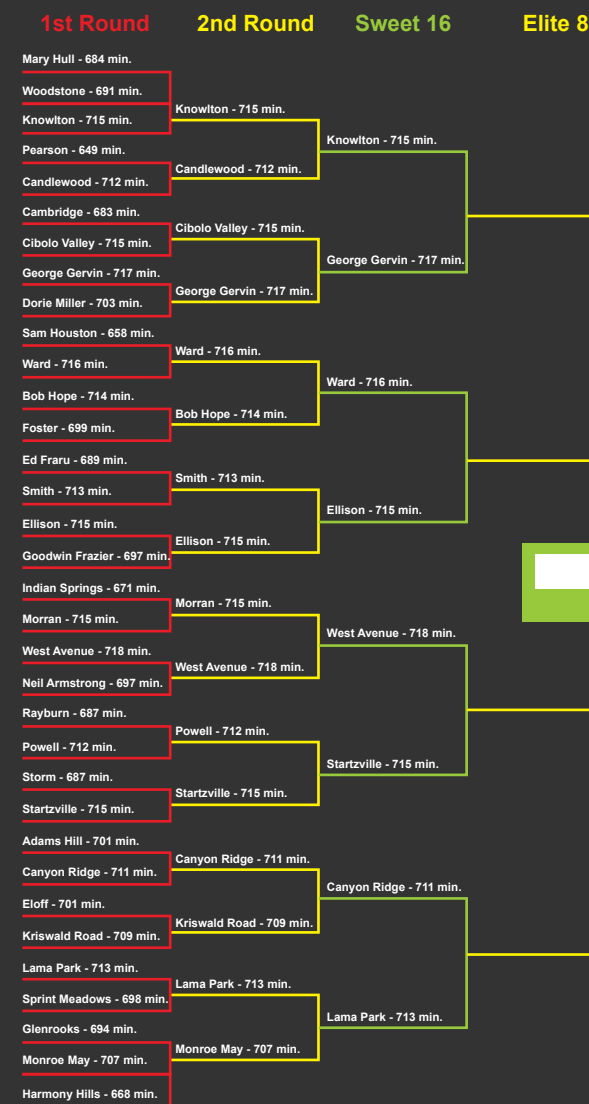 1st Round
2nd Round
Sweet 16
Elite 8
Mary Hull - 684 min.
Woodstone - 691 min.
Knowlton - 715 min.
Pearson - 649 min.
Candlewood - 712 min.
Cambridge - 683 min.
Cibolo Valley - 715 min.
George Gervin - 717 min.
Dorie Miller - 703 min.
Sam Houston - 658 min.
Ward - 716 min.
Bob Hope - 714 min.
Foster - 699 min.
Ed Fraru - 689 min.
Smith - 713 min.
Ellison - 715 min.
Goodwin Frazier - 697 min.
Indian Springs - 671 min.
Morran - 715 min.
West Avenue - 718 min.
Neil Armstrong - 697 min.
Rayburn - 687 min.
Powell - 712 min.
Storm - 687 min.
Startzville - 715 min.
Adams Hill - 701 min.
Canyon Ridge - 711 min.
Eloff - 701 min.
Kriswald Road - 709 min.
Lama Park - 713 min.
Sprint Meadows - 698 min.
Glenrooks - 694 min.
Monroe May - 707 min.
Harmony Hills - 668 min.
Knowlton - 715 min.
Candlewood - 712 min.
Cibolo Valley - 715 min.
George Gervin - 717 min.
Ward - 716 min.
Bob Hope - 714 min.
Smith - 713 min.
Ellison - 715 min.
Morran - 715 min.
West Avenue - 718 min.
Powell - 712 min.
Startzville - 715 min.
Canyon Ridge - 711 min.
Kriswald Road - 709 min.
Lama Park - 713 min.
Monroe May - 707 min.
Knowlton - 715 min.
George Gervin - 717 min.
Ward - 716 min.
Ellison - 715 min.
West Avenue - 718 min.
Startzville - 715 min.
Canyon Ridge - 711 min.
Lama Park - 713 min.